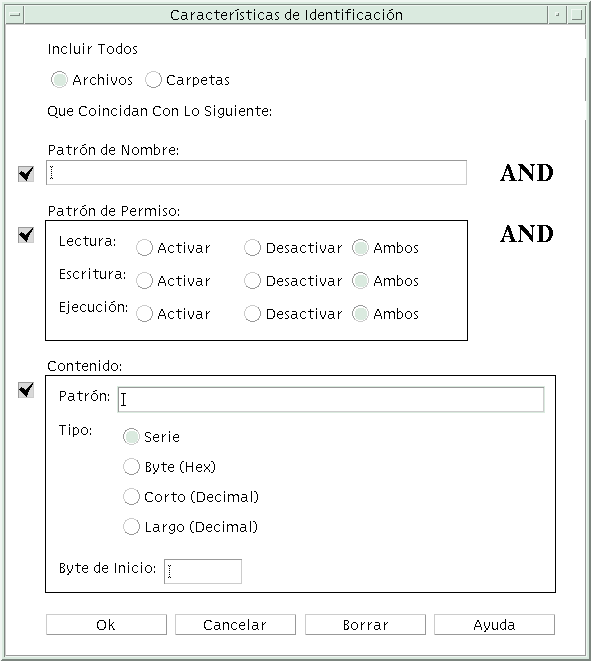 Características de Identificación
Incluir Todos
Archivos Carpetas
Que Coincidan Con Lo Siguiente:
Patrón de Nombre:
AND
Patrón de Permiso:
AND
Lectura: Activar Desactivar Ambos
Escritura: Activar Desactivar Ambos
Ejecución: Activar Desactivar Ambos
Contenido:
Patrón:
Tipo: Serie
Byte (Hex)
Corto (Decimal)
Largo (Decimal)
Byte de Inicio:
Ok Cancelar Borrar Ayuda